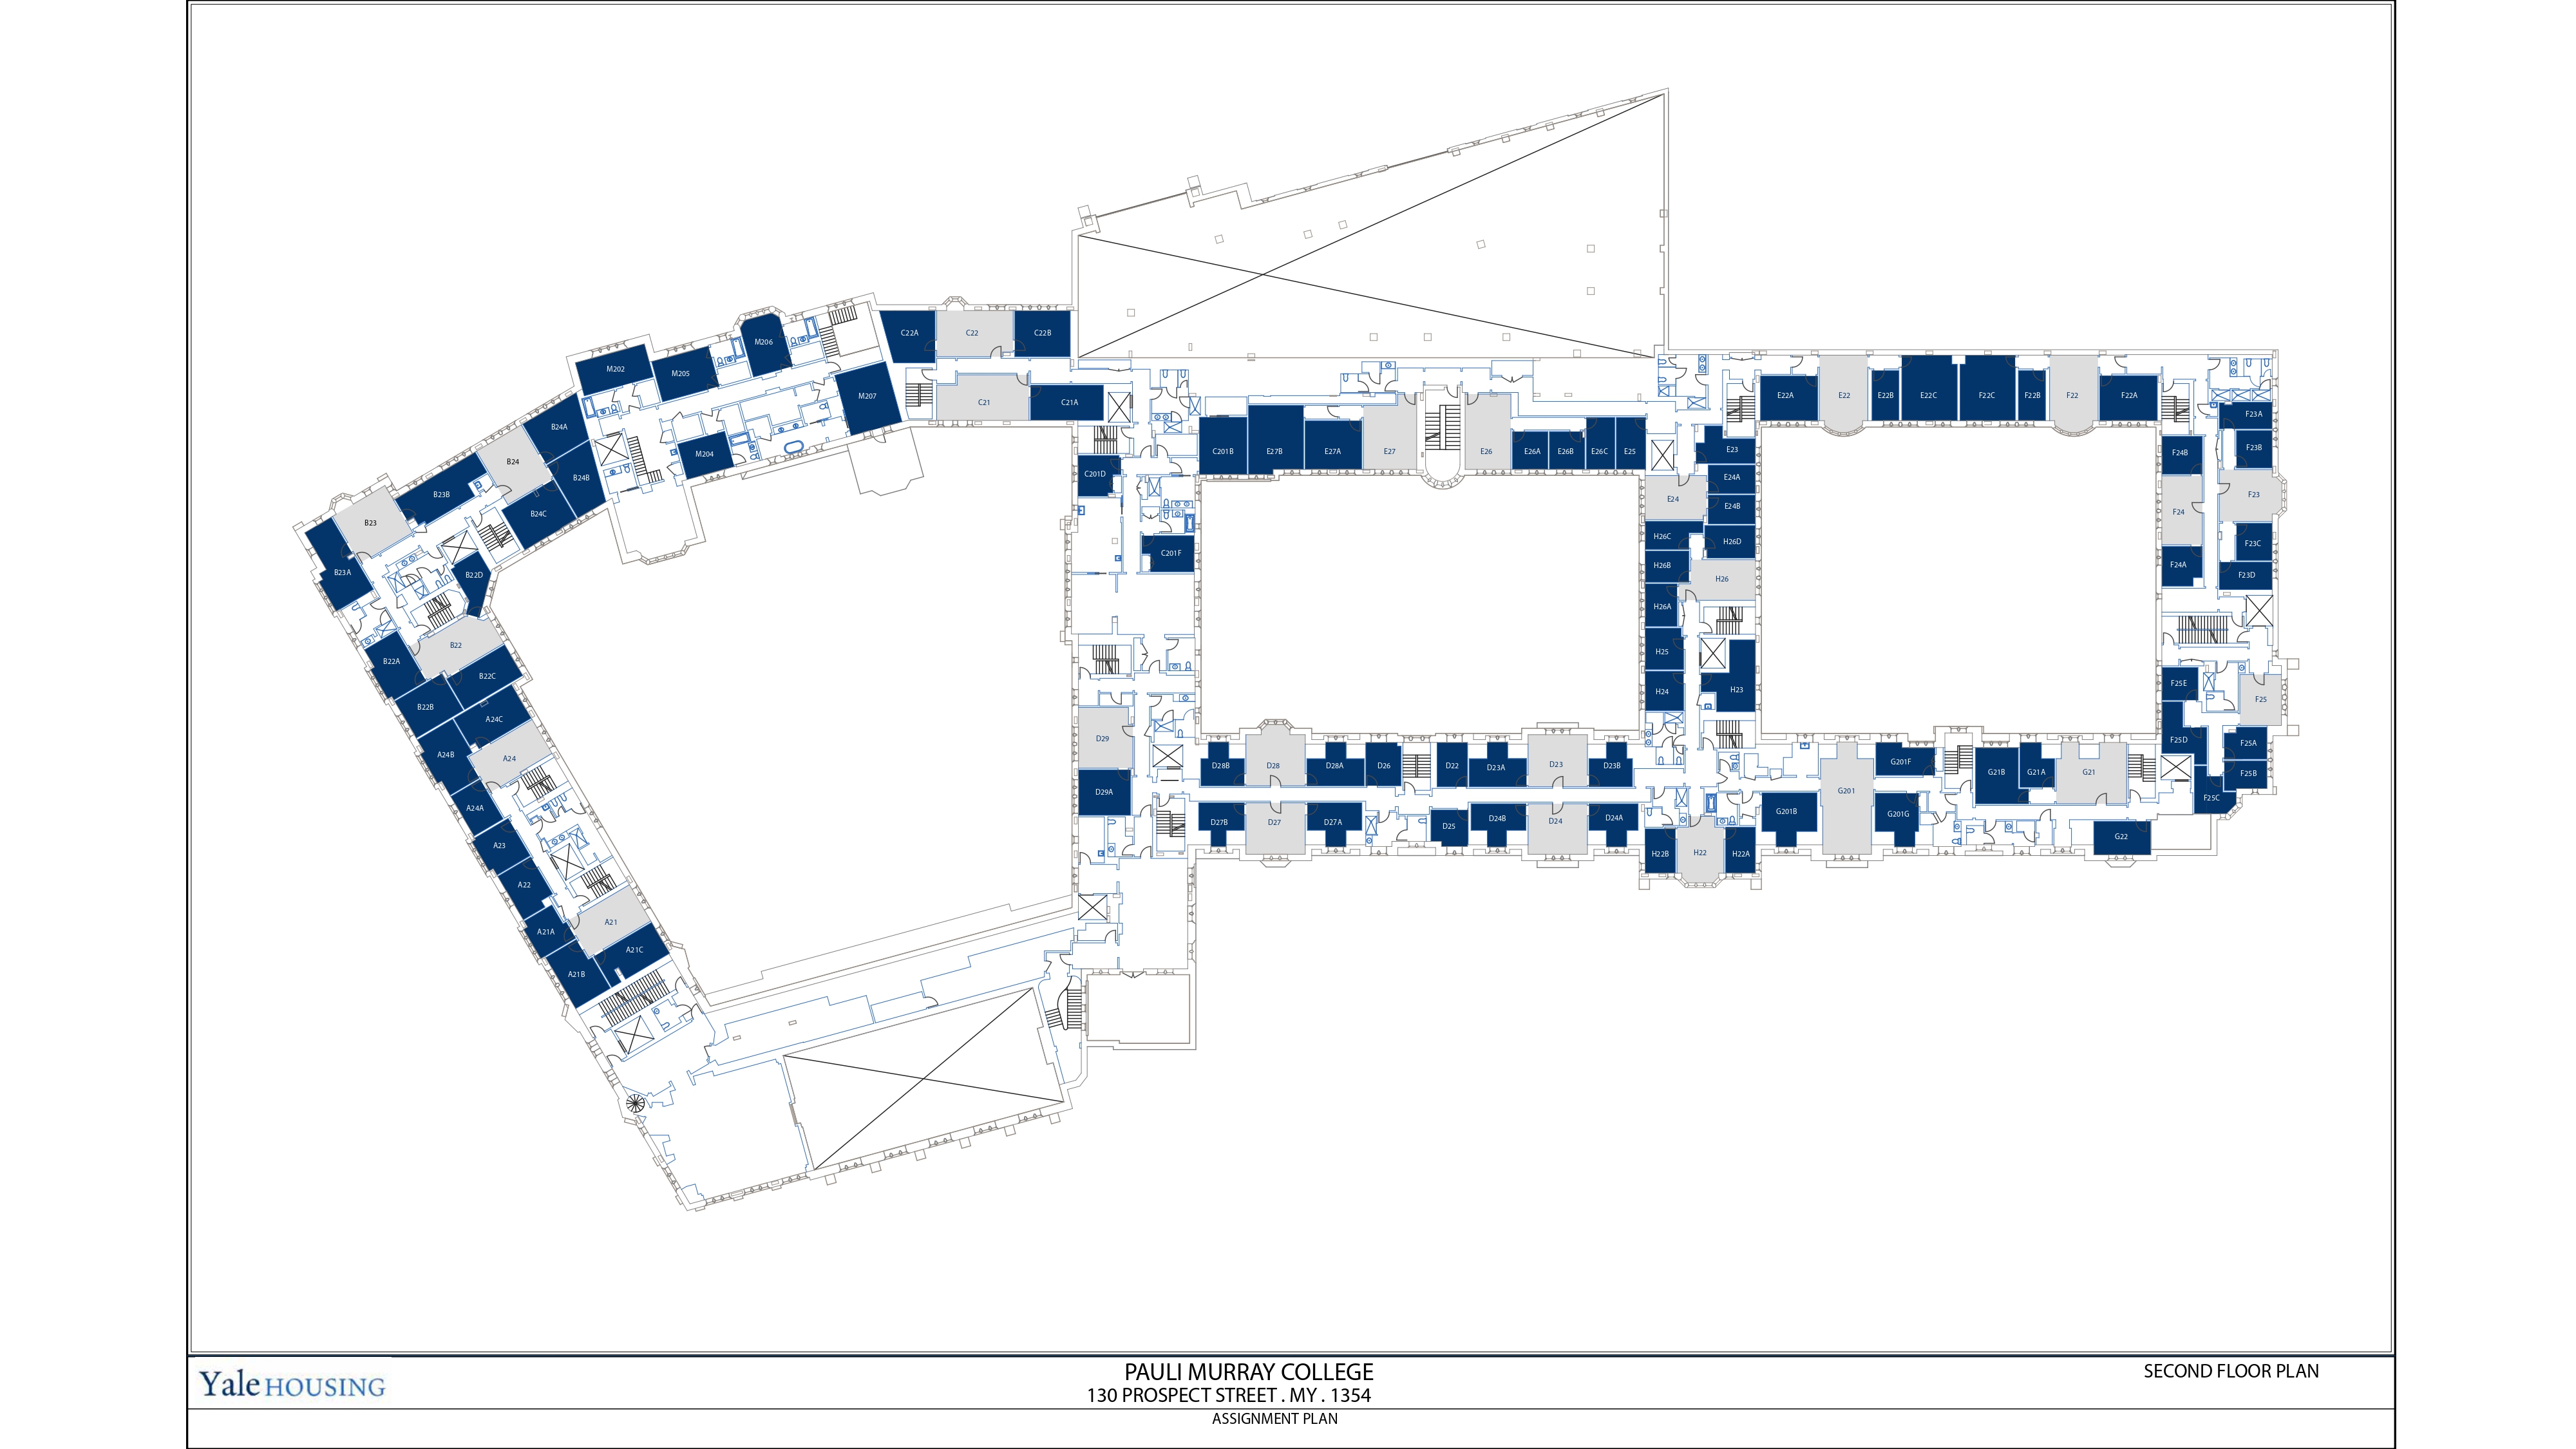 C22A
C22
C22B
M206
M202
M205
M207
C21
C21A
M204
B24A
B24
B24B
B23B
B24C
B23
B23A
B22D
B22
B22A
B22C
B22B
A24C
A24B
A24
A24A
A23
A22
A21
A21A
A21C
A21B
C201B
E27B
E27A
E27
E26
E26A
E26B
E26C
E25
C201D
C201F
E22A
E22
E22B
E22C
F22C
F22B
F22
F22A
E23
E24A
E24
E24B
H26C
H26D
H26B
H26
H26A
H25
H24
H23
F23A
F24B
F23B
F23
F24
F23C
F24A
F23D
F25E
F25
F25D
F25A
F25B
F25C
D29
D29A
D28B
D28
D28A
D26
D22
D23A
D23
D23B
D27B
D27
D27A
D25
D24B
D24
D24A
H22B
H22
H22A
G201F
G201
G201B
G201G
G21B
G21A
G21
G22
Yale HOUSING
PAULI MURRAY COLLEGE
130 PROSPECT STREET . MY . 1354
ASSIGNMENT PLAN
SECOND FLOOR PLAN